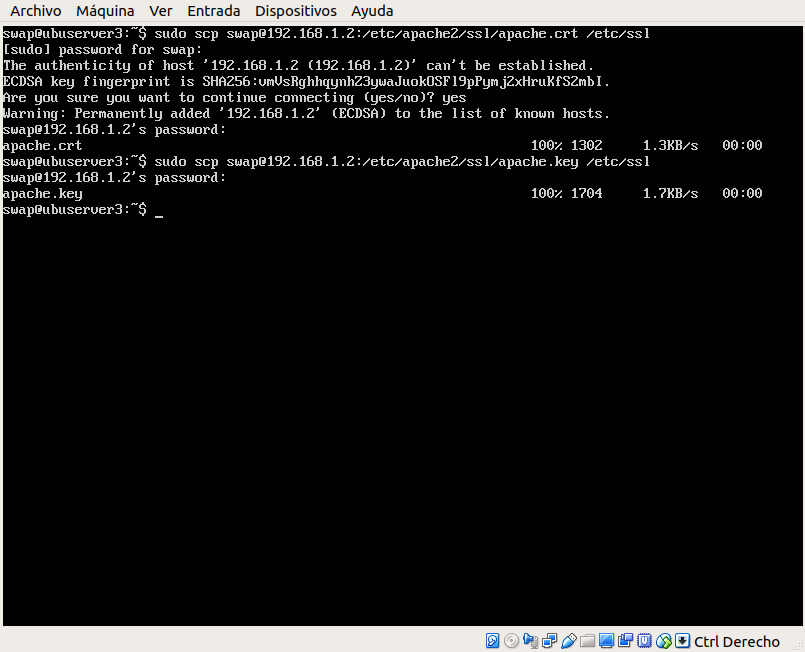 Archivo Máquina Ver Entrada Dispositivos Ayuda
swap@ubuserver3:~$ sudo scp swap@192.168.1.2:/etc/apache2/ssl/apache.crt /etc/ssl
[sudo] password for swap:
The authenticity of host '192.168.1.2 (192.168.1.2)' can't be established.
ECDSA key fingerprint is SHA256:vmVsRghhqynhZ3ywaJuokOSFl9pPymj2xHruKfS2mbI.
Are you sure you want to continue connecting (yes/no)? yes
Warning: Permanently added '192.168.1.2' (ECDSA) to the list of known hosts.
swap@192.168.1.2's password:
apache.crt 100% 1302 1.3KB/s 00:00
swap@ubuserver3:~$ sudo scp swap@192.168.1.2:/etc/apache2/ssl/apache.key /etc/ssl
swap@192.168.1.2's password:
apache.key 100% 1704 1.7KB/s 00:00
swap@ubuserver3:~$ _
Ctrl Derecho